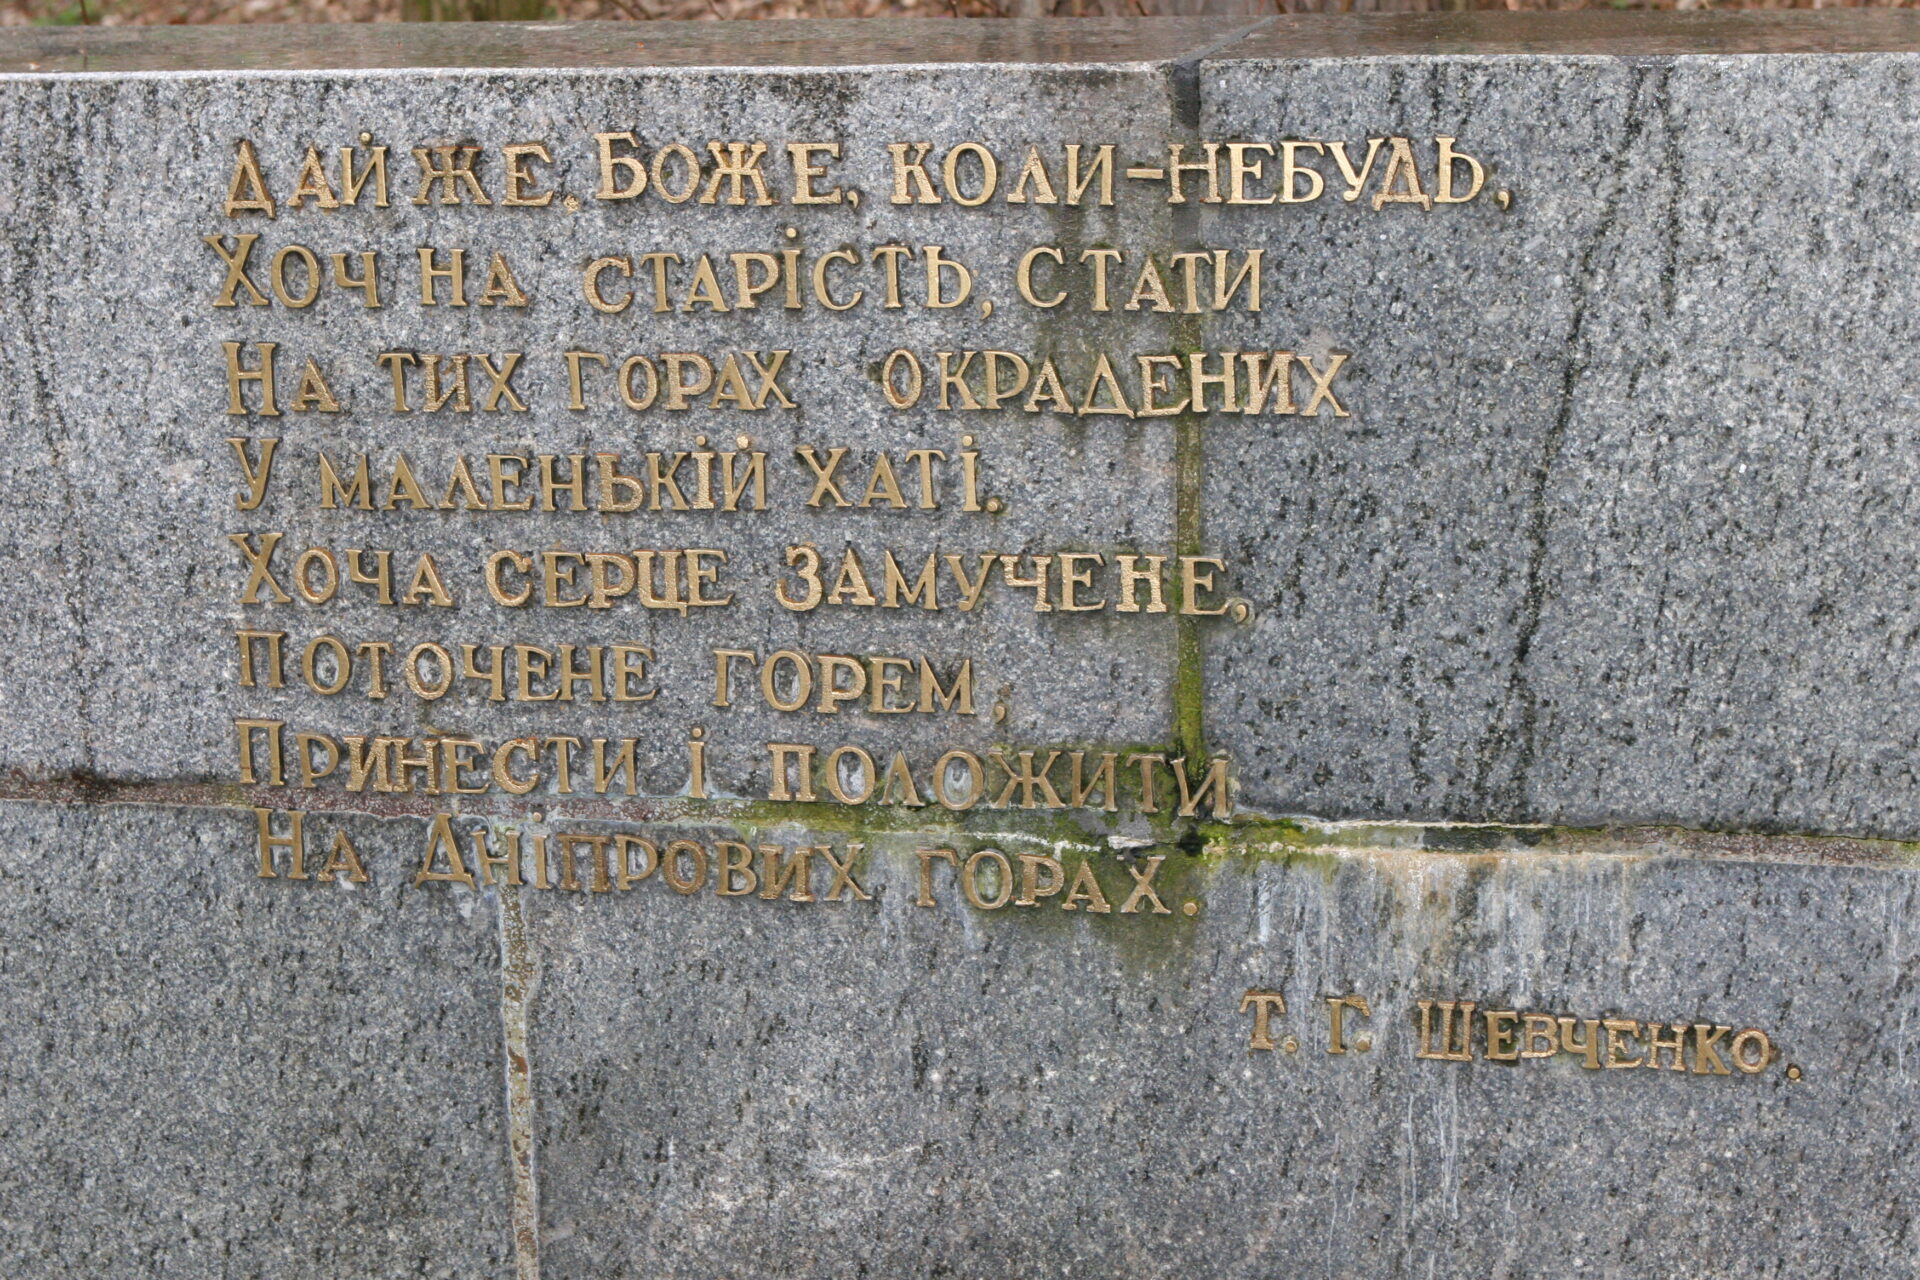 Дай же, Боже, коли-небудь,
Хоч на старість, стати
На тих горах окрадених
У маленькій хаті.
Хоча серце замучене,
Поточене горем,
Принести і положити
На Дніпрових горах.
Т. Г. Шевченко.